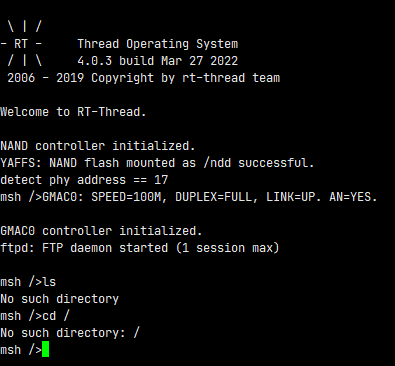 \ | /
- RT -     Thread Operating System
 / | \     4.0.3 build Mar 27 2022
 2006 - 2019 Copyright by rt-thread team
Welcome to RT-Thread.
NAND controller initialized.
YAFFS: NAND flash mounted as /ndd successful.
detect phy address == 17
msh />GMAC0: SPEED=100M, DUPLEX=FULL, LINK=UP. AN=YES.
GMAC0 controller initialized.
ftpd: FTP daemon started (1 session max)
msh />ls
No such directory
msh />cd /
No such directory: /
msh />